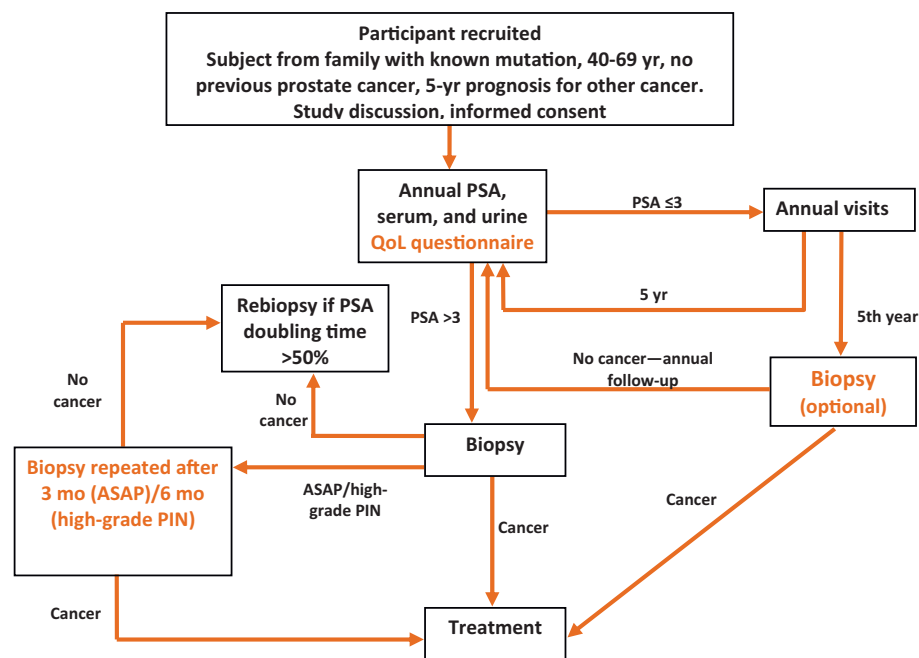 Participant recruited
Subject from family with known mutation, 40-69 yr, no
previous prostate cancer, 5-yr prognosis for other cancer.
Study discussion, informed consent
Annual PSA,
serum, and urine
QoL questionnaire
PSA ≤3
Annual visits
5 yr
5th year
PSA >3
Rebiopsy if PSA
doubling time
>50%
No cancer—annual
follow-up
Biopsy
(optional)
No
cancer
No
cancer
Biopsy
Biopsy repeated after
3 mo (ASAP)/6 mo
(high-grade PIN)
ASAP/high-
grade PIN
Cancer
Cancer
Cancer
Treatment